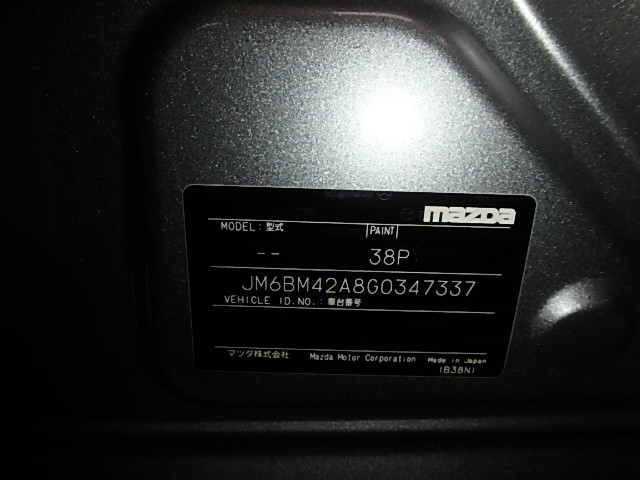 mazda
MODEL:型式 PAINT
-- 38P
JM6BM42A8G0347337
VEHICLE ID.NO.:車台番号
マツダ株式会社 Mazda Motor Corporation Made in Japan
(B38N)